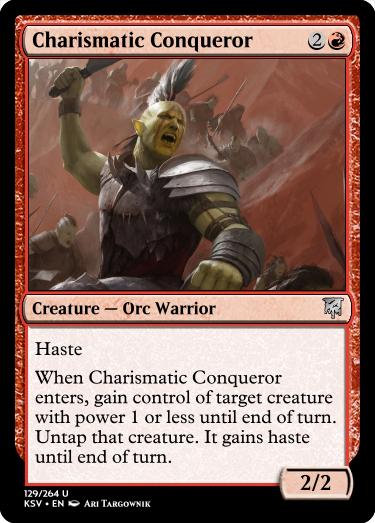 Charismatic Conqueror 2
Creature — Orc Warrior
Haste
When Charismatic Conqueror
enters, gain control of target creature
with power 1 or less until end of turn.
Untap that creature. It gains haste
until end of turn.
2/2
129/264 U
KSV • EN Ari Targownik